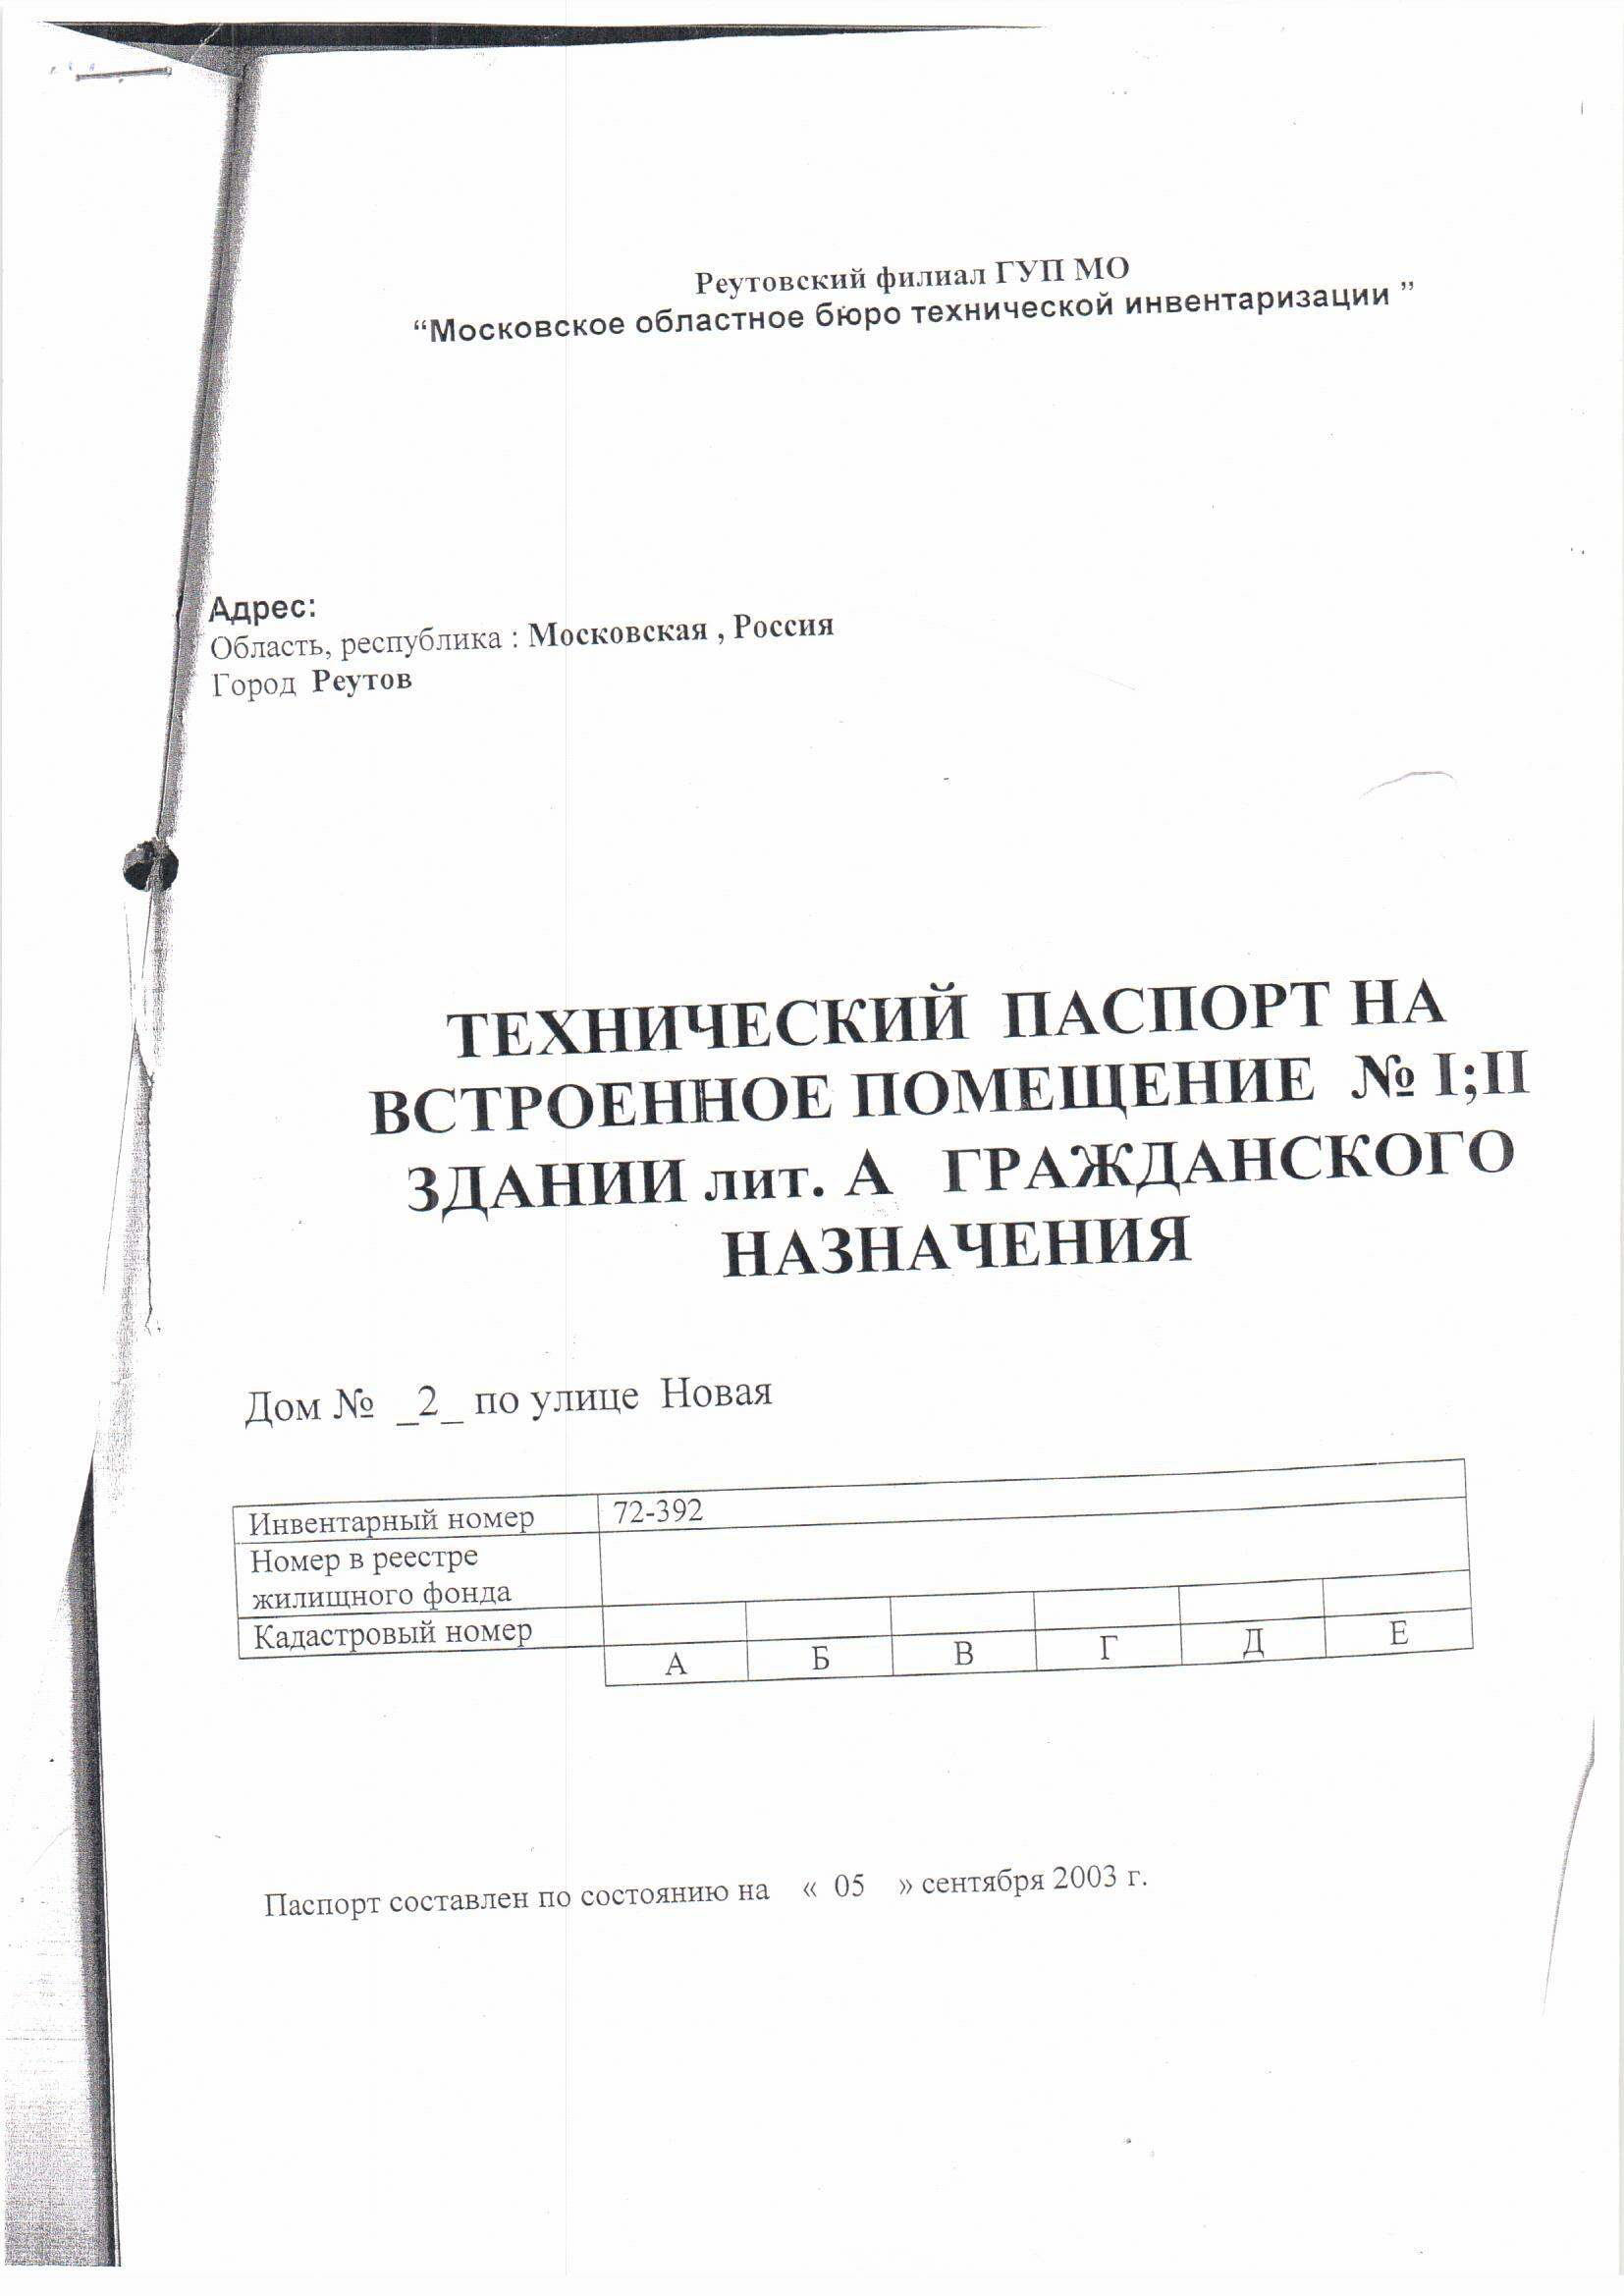 Реутовский филиал ГУП МО
“Московское областное бюро технической инвентаризации ”
Адрес:
Область, республика : Московская , Россия
Город Реутов
ТЕХНИЧЕСКИЙ ПАСПОРТ НА
ВСТРОЕННОЕ ПОМЕЩЕНИЕ № I;II
ЗДАНИИ лит. А ГРАЖДАНСКОГО
НАЗНАЧЕНИЯ
Дом № _2_ по улице Новая
Инвентарный номер 72-392
Номер в реестре
жилищного фонда
Кадастровый номер
А Б В Г Д Е
Паспорт составлен по состоянию на « 05 » сентября 2003 г.